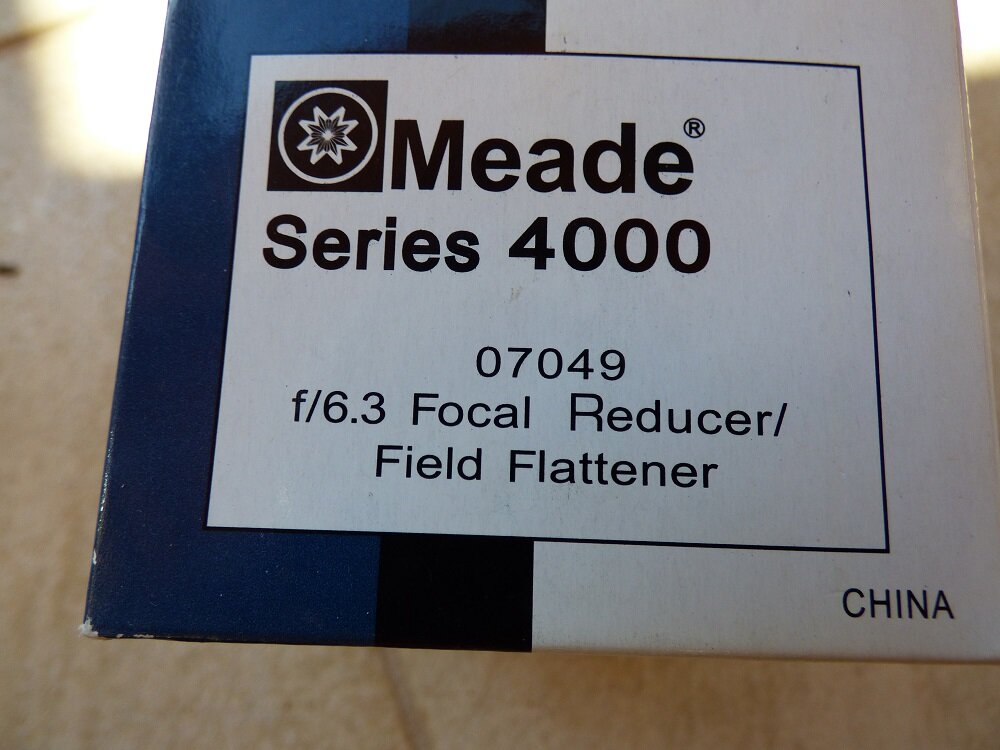 Meade®
Series 4000
07049
f/6.3 Focal Reducer/
Field Flattener
CHINA